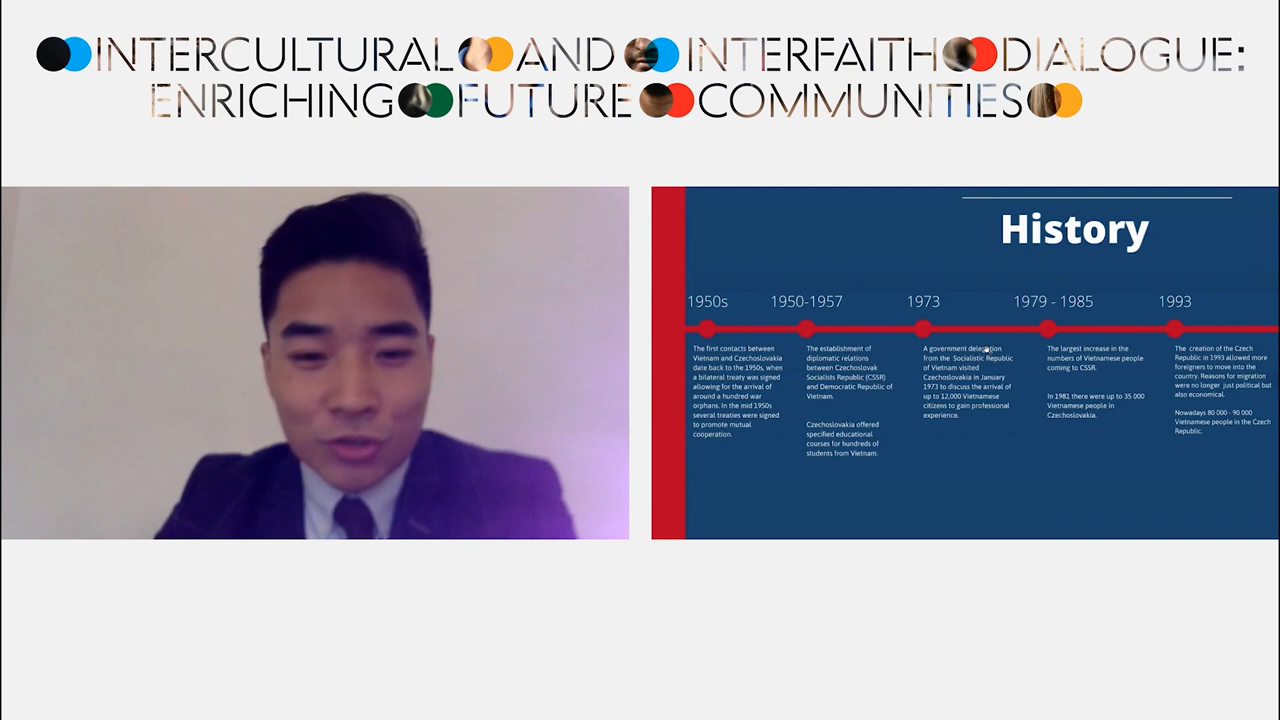 INTERCULTURAL AND INTERFAITH DIALOGUE:
ENRICHING FUTURE COMMUNITIES
History
1950s
1950-1957
1973
1979 - 1985
1993
The first contacts between
Vietnam and Czechoslovakia
date back to the 1950s, when
a bilateral treaty was signed
allowing for the arrival of
around a hundred war
orphans. In the mid 1950s
several treaties were signed
to promote mutual
cooperation.
The establishment of
diplomatic relations
between Czechoslovak
Socialists Republic (CSSR)
and Democratic Republic of
Vietnam.
Czechoslovakia offered
specified educational
courses for hundreds of
students from Vietnam.
A government delegation
from the Socialistic Republic
of Vietnam visited
Czechoslovakia in January
1973 to discuss the arrival of
up to 12,000 Vietnamese
citizens to gain professional
experience.
The largest increase in the
numbers of Vietnamese people
coming to CSSR.
In 1981 there were up to 35 000
Vietnamese people in
Czechoslovakia.
The creation of the Czech
Republic in 1993 allowed more
foreigners to move into the
country. Reasons for migration
were no longer just political but
also economical.
Nowadays 80 000 - 90 000
Vietnamese people in the Czech
Republic.